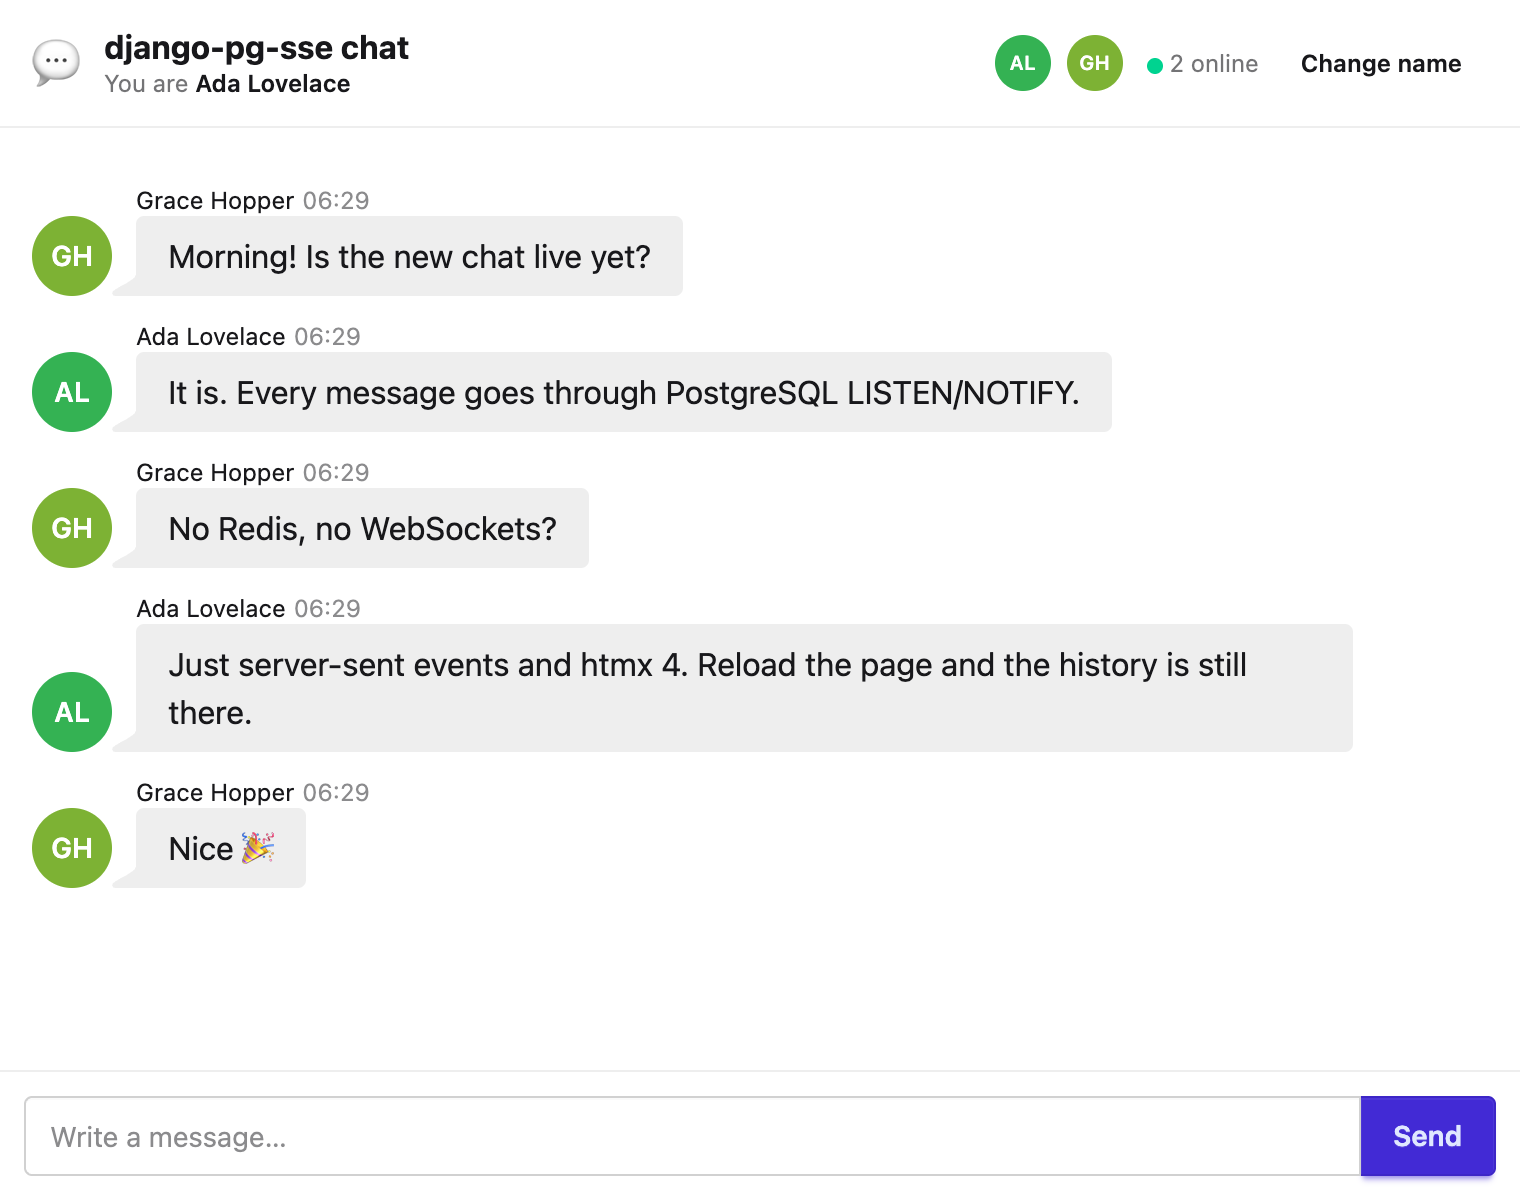 django-pg-sse chat
You are Ada Lovelace
AL
GH
2 online
Change name
Grace Hopper 06:29
GH
Morning! Is the new chat live yet?
Ada Lovelace 06:29
AL
It is. Every message goes through PostgreSQL LISTEN/NOTIFY.
Grace Hopper 06:29
GH
No Redis, no WebSockets?
Ada Lovelace 06:29
Just server-sent events and htmx 4. Reload the page and the history is still
AL
there.
Grace Hopper 06:29
GH
Nice 🎉
Write a message...
Send